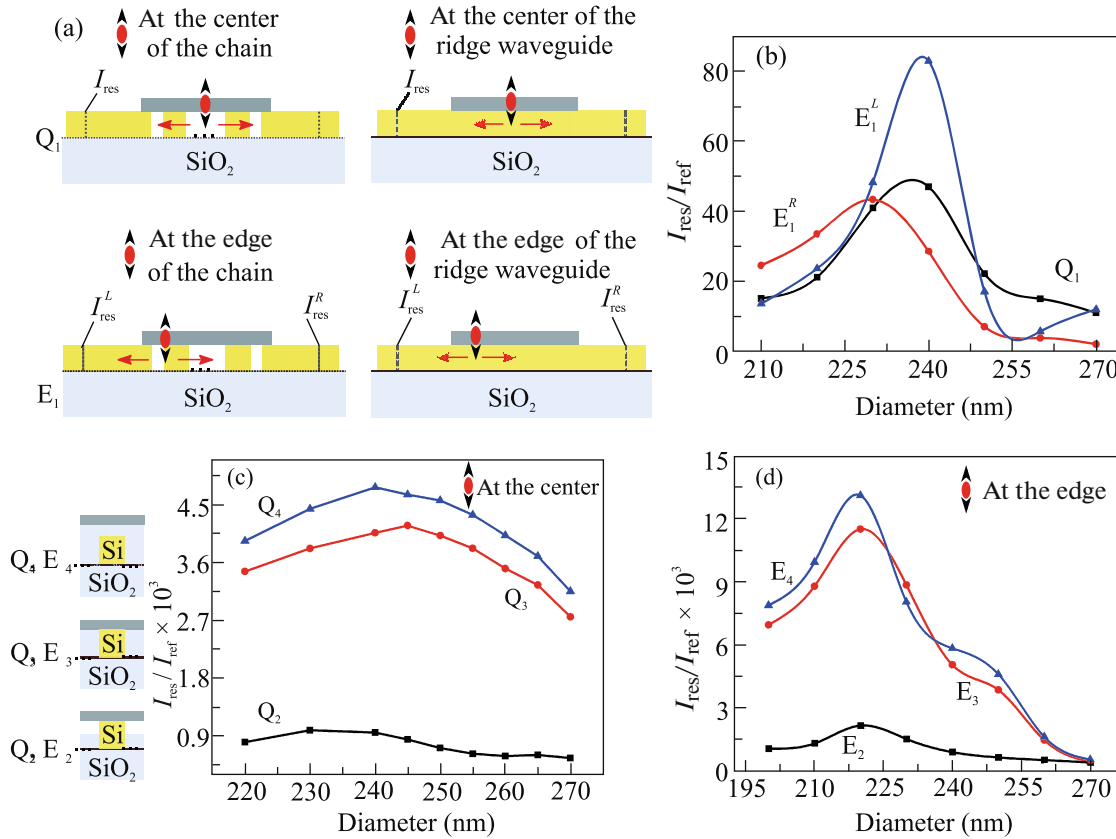 (a)
At the center
of the chain
At the center of the
ridge waveguide
I_res
I_res
Q_1
SiO_2
SiO_2
At the edge
of the chain
At the edge of the
ridge waveguide
I^L_res
I^R_res
I^L_res
I^R_res
E_1
SiO_2
SiO_2
(b)
I_res/I_ref
80
60
40
20
0
E_1^L
E_1^R
Q_1
210 225 240 255 270
Diameter (nm)
Si
Q_4, E_4
SiO_2
Si
Q_3, E_3
SiO_2
Si
Q_2, E_2
SiO_2
(c)
At the center
I_res/I_ref × 10^3
4.5
3.6
2.7
1.8
0.9
Q_4
Q_3
Q_2
220 230 240 250 260 270
Diameter (nm)
(d)
At the edge
I_res/I_ref × 10^3
15
12
9
6
3
0
E_4
E_3
E_2
195 210 225 240 255 270
Diameter (nm)